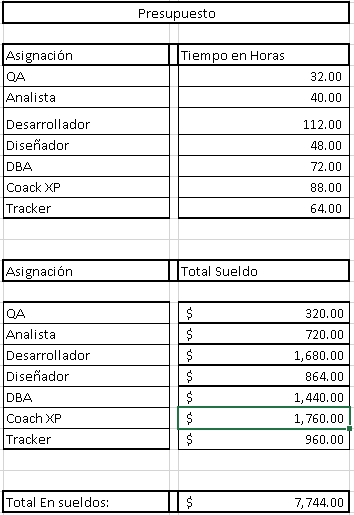 Presupuesto
Asignación Tiempo en Horas
QA 32.00
Analista 40.00
Desarrollador 112.00
Diseñador 48.00
DBA 72.00
Coack XP 88.00
Tracker 64.00
Asignación Total Sueldo
QA $ 320.00
Analista $ 720.00
Desarrollador $ 1,680.00
Diseñador $ 864.00
DBA $ 1,440.00
Coach XP $ 1,760.00
Tracker $ 960.00
Total En sueldos: $ 7,744.00